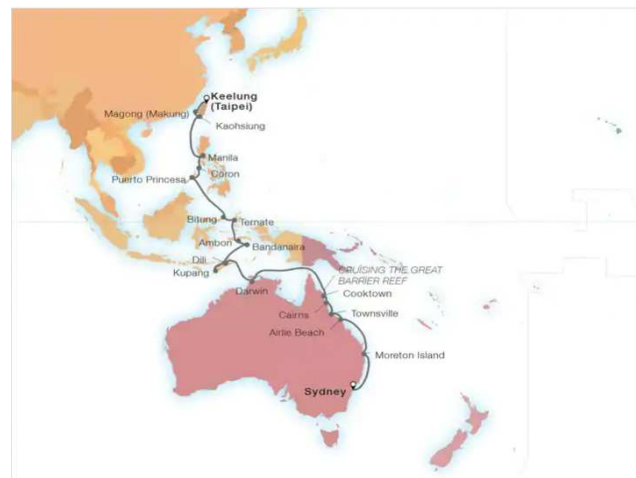 Keelung
(Taipei)
Magong (Makung)
Kaohsiung
Manila
Coron
Puerto Princesa
Bitung
Ternate
Ambon
Bandanaira
Dili
Kupang
Darwin
CRUISING THE GREAT
BARRIER REEF
Cooktown
Cairns
Townsville
Airlie Beach
Moreton Island
Sydney